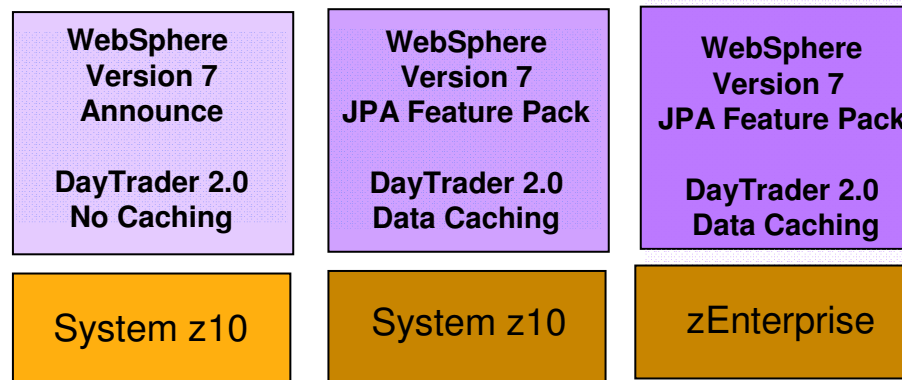 WebSphere
Version 7
Announce
DayTrader 2.0
No Caching
WebSphere
Version 7
JPA Feature Pack
DayTrader 2.0
Data Caching
WebSphere
Version 7
JPA Feature Pack
DayTrader 2.0
Data Caching
System z10
System z10
zEnterprise